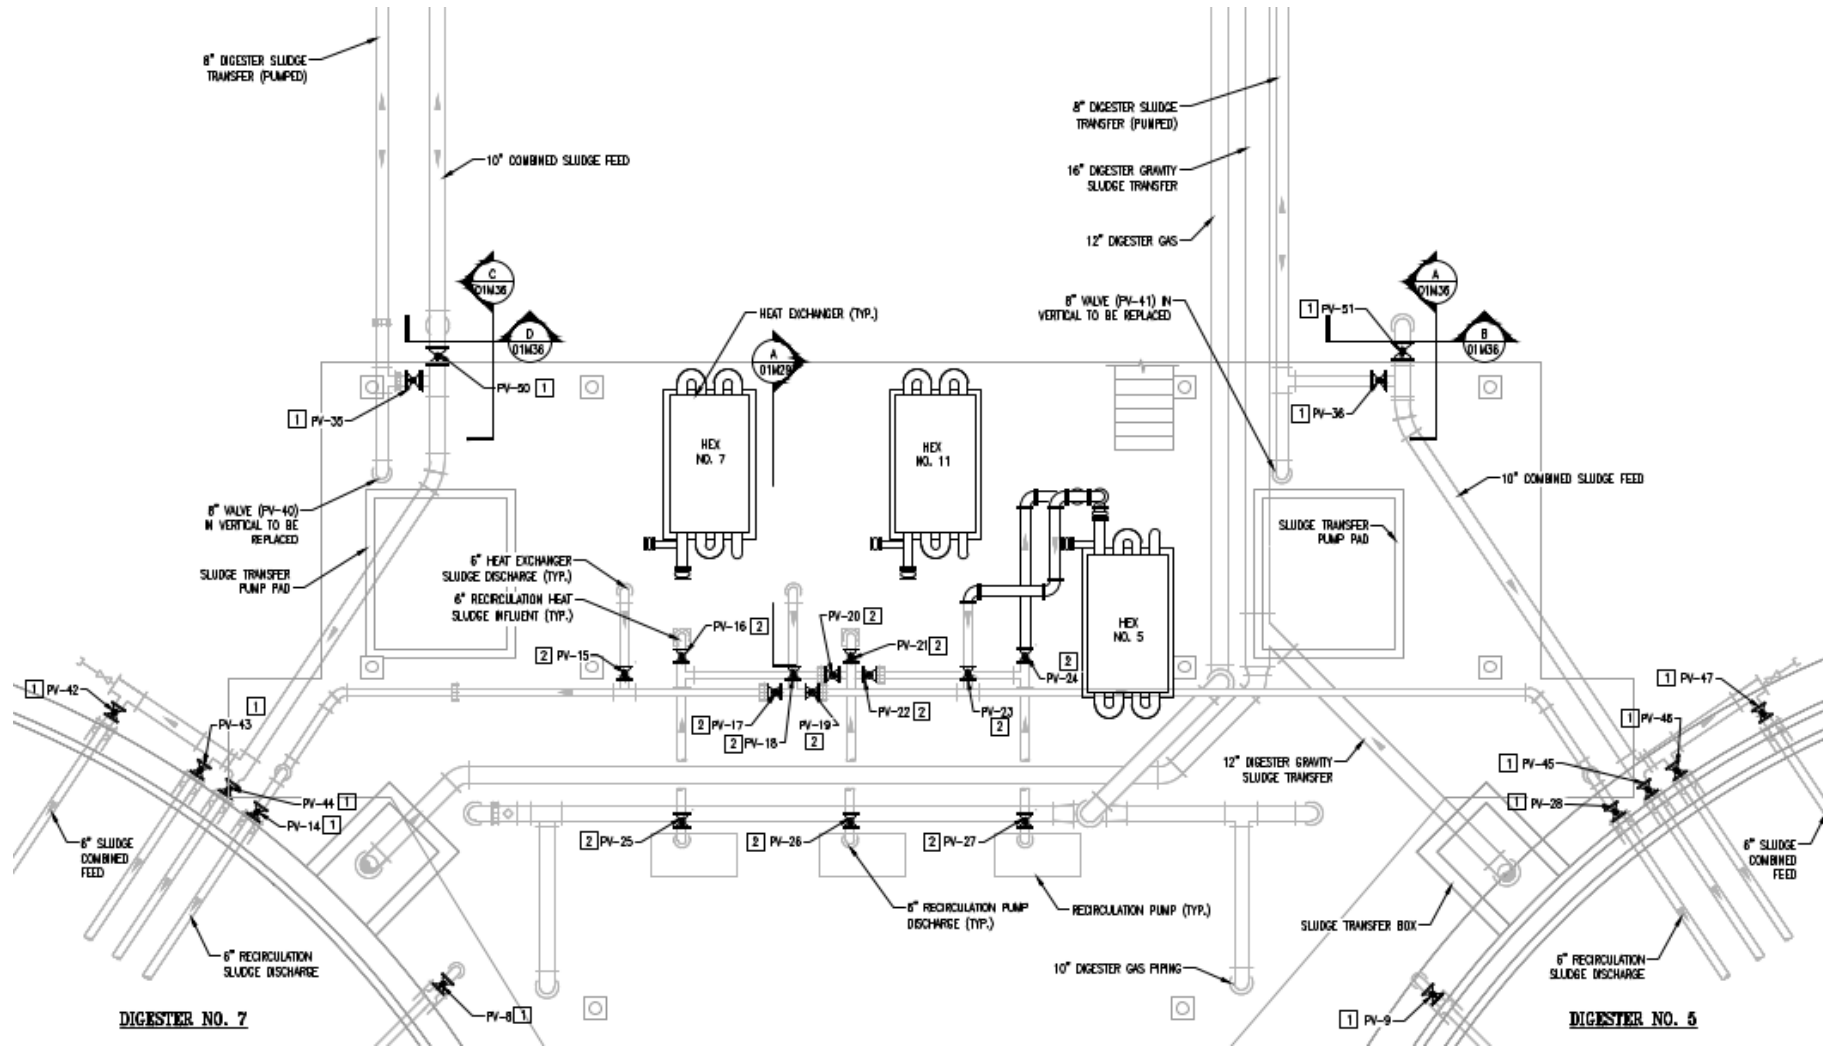 8" DIGESTER SLUDGE
TRANSFER (PUMPED)
10" COMBINED SLUDGE FEED
8" DIGESTER SLUDGE
TRANSFER (PUMPED)
16" DIGESTER GRAVITY
SLUDGE TRANSFER
12" DIGESTER GAS
C
01M36
D
01M36
HEAT EXCHANGER (TYP.)
A
01M29
8" VALVE (PV-41) IN
VERTICAL TO BE REPLACED
1 PV-51
A
01M36
B
01M36
PV-50 1
1 PV-35
1 PV-36
HEX
NO. 7
HEX
NO. 11
10" COMBINED SLUDGE FEED
8" VALVE (PV-40)
IN VERTICAL TO BE
REPLACED
SLUDGE TRANSFER
PUMP PAD
SLUDGE TRANSFER
PUMP PAD
6" HEAT EXCHANGER
SLUDGE DISCHARGE (TYP.)
6" RECIRCULATION HEAT
SLUDGE INFLUENT (TYP.)
HEX
NO. 5
PV-16 2
PV-20 2
PV-21 2
2 PV-15
2
PV-24
1 PV-42
PV-43
1
2 PV-17
2 PV-18
PV-19
2
PV-22 2
PV-23
2
1 PV-47
1 PV-46
12" DIGESTER GRAVITY
SLUDGE TRANSFER
1 PV-45
1 PV-28
PV-44 1
PV-14 1
2 PV-25
2 PV-26
2 PV-27
6" SLUDGE
COMBINED
FEED
6" SLUDGE
COMBINED
FEED
6" RECIRCULATION PUMP
DISCHARGE (TYP.)
RECIRCULATION PUMP (TYP.)
SLUDGE TRANSFER BOX
6" RECIRCULATION
SLUDGE DISCHARGE
10" DIGESTER GAS PIPING
6" RECIRCULATION
SLUDGE DISCHARGE
PV-8 1
1 PV-9
DIGESTER NO. 7
DIGESTER NO. 5